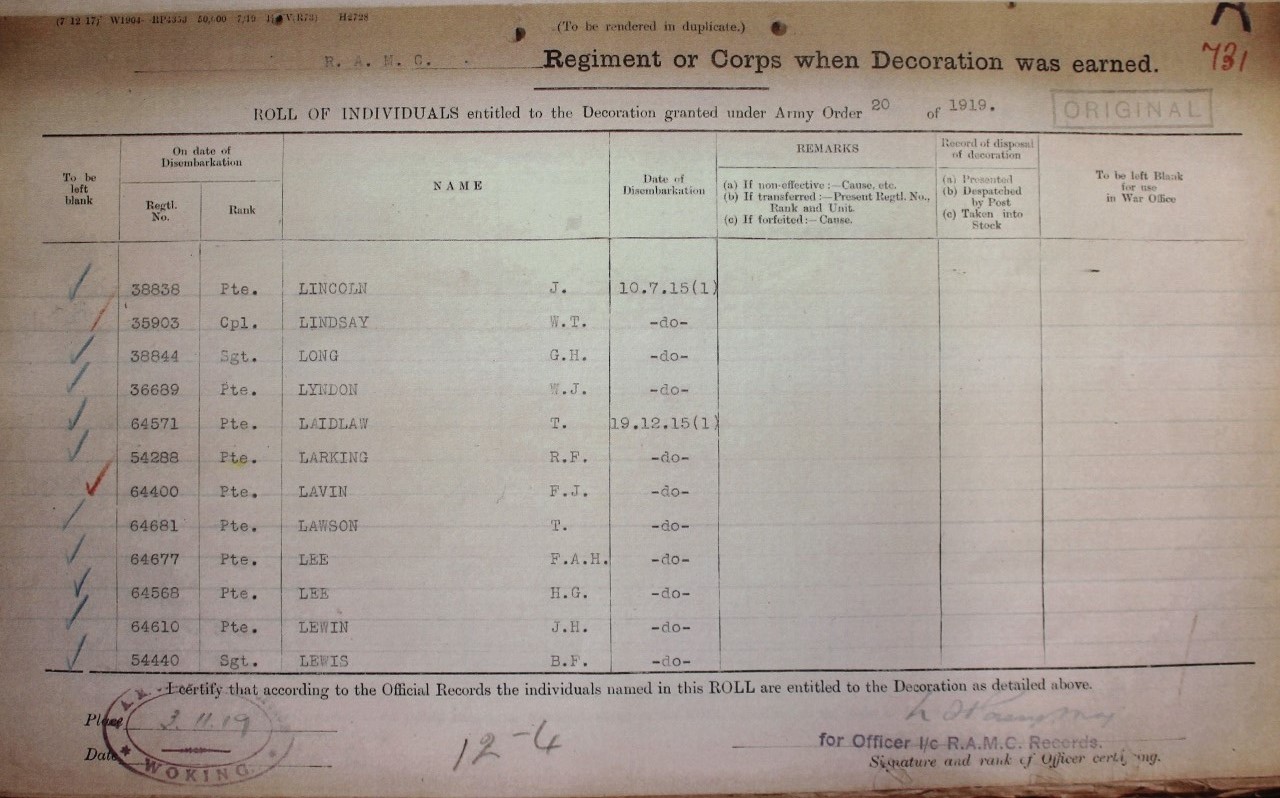 (7 12 17) W1904- 50,000 7/19 H2728
(To be rendered in duplicate.)
R. A. M. C. Regiment or Corps when Decoration was earned.
731
ROLL OF INDIVIDUALS entitled to the Decoration granted under Army Order 20 of 1919.
ORIGINAL
To be left blank
On date of Disembarkation
Regtl. No.
Rank
NAME
Date of Disembarkation
REMARKS
(a) If non-effective:—Cause, etc.
(b) If transferred:—Present Regtl. No., Rank and Unit.
(c) If forfeited:—Cause.
Record of disposal of decoration
(a) Presented
(b) Despatched by Post
(c) Taken into Stock
To be left Blank for use in War Office
38838 Pte. LINCOLN J. 10.7.15(1)
35903 Cpl. LINDSAY W.T. -do-
38844 Sgt. LONG G.H. -do-
36689 Pte. LYNDON W.J. -do-
64571 Pte. LAIDLAW T. 19.12.15(1)
54288 Pte. LARKING R.F. -do-
64400 Pte. LAVIN F.J. -do-
64681 Pte. LAWSON T. -do-
64677 Pte. LEE F.A.H. -do-
64568 Pte. LEE H.G. -do-
64610 Pte. LEWIN J.H. -do-
54440 Sgt. LEWIS B.F. -do-
I certify that according to the Official Records the individuals named in this ROLL are entitled to the Decoration as detailed above.
Place
3.11.19
Date
WOKING.
12-4
for Officer i/c R.A.M.C. Records.
Signature and rank of Officer certifying.